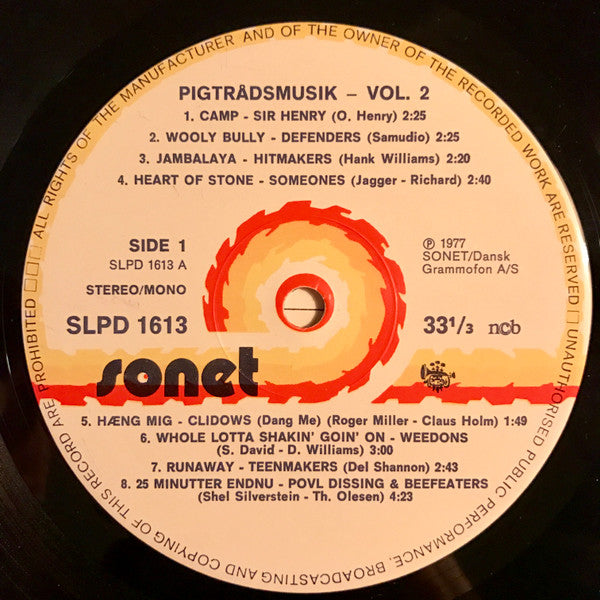 ALL RIGHTS OF THE MANUFACTURER AND OF THE OWNER OF THE RECORDED WORK ARE RESERVED □□□ UNAUTHORISED PUBLIC PERFORMANCE, BROADCASTING AND COPYING OF THIS RECORD ARE PROHIBITED □□□
PIGTRÅDSMUSIK – VOL. 2
1. CAMP - SIR HENRY (O. Henry) 2:25
2. WOOLY BULLY - DEFENDERS (Samudio) 2:25
3. JAMBALAYA - HITMAKERS (Hank Williams) 2:20
4. HEART OF STONE - SOMEONES (Jagger - Richard) 2:40
SIDE 1
SLPD 1613 A
STEREO/MONO
SLPD 1613
℗ 1977
SONET/Dansk
Grammofon A/S
33 1/3 ncb
sonet
5. HÆNG MIG - CLIDOWS (Dang Me) (Roger Miller - Claus Holm) 1:49
6. WHOLE LOTTA SHAKIN' GOIN' ON - WEEDONS
(S. David - D. Williams) 3:00
7. RUNAWAY - TEENMAKERS (Del Shannon) 2:43
8. 25 MINUTTER ENDNU - POVL DISSING & BEEFEATERS
(Shel Silverstein - Th. Olesen) 4:23